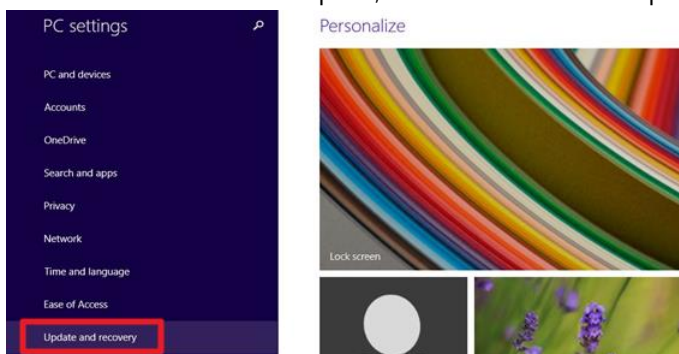 PC settings
PC and devices
Accounts
OneDrive
Search and apps
Privacy
Network
Time and language
Ease of Access
Update and recovery
Personalize
Lock screen